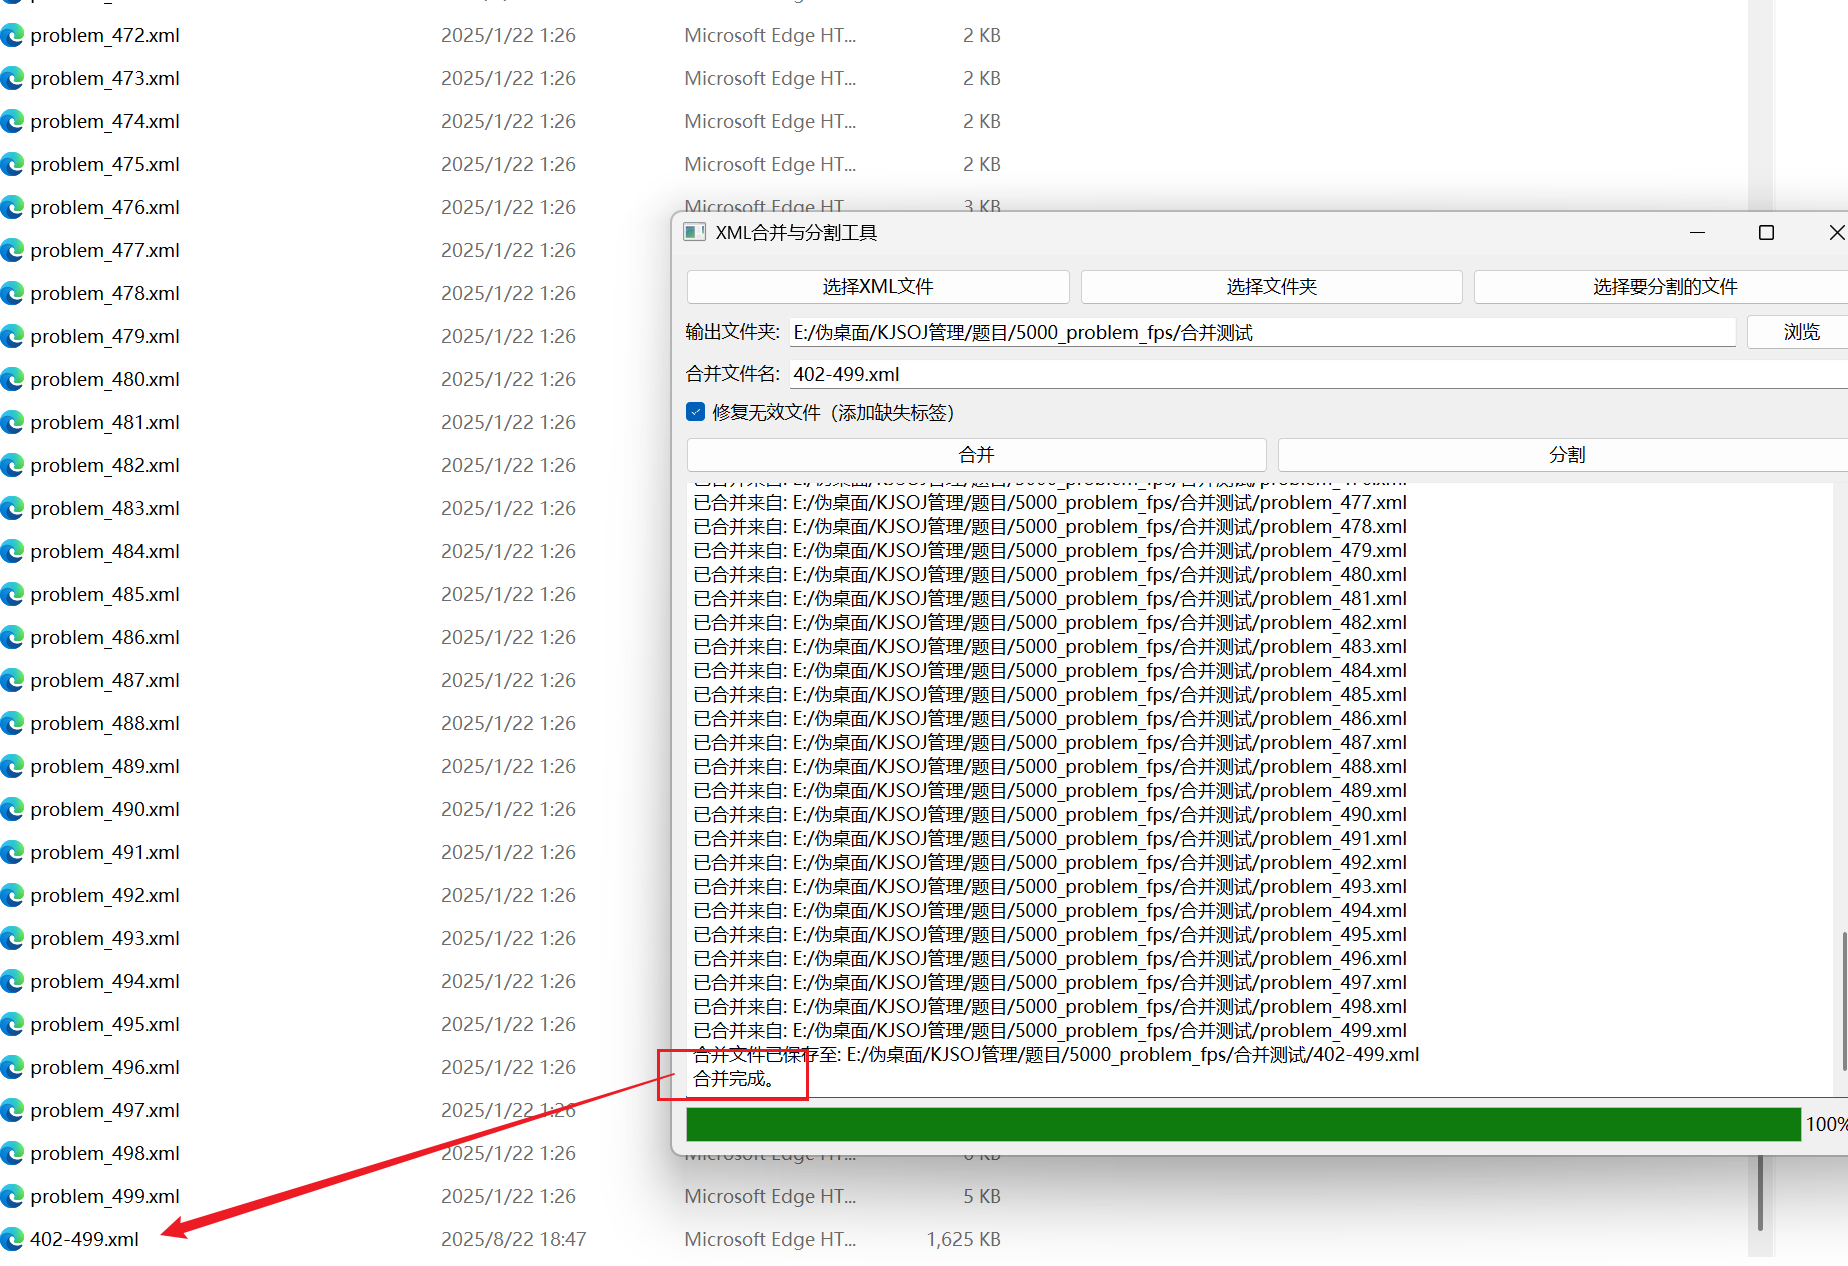 problem_472.xml 2025/1/22 1:26 Microsoft Edge HT... 2 KB
problem_473.xml 2025/1/22 1:26 Microsoft Edge HT... 2 KB
problem_474.xml 2025/1/22 1:26 Microsoft Edge HT... 2 KB
problem_475.xml 2025/1/22 1:26 Microsoft Edge HT... 2 KB
problem_476.xml 2025/1/22 1:26 Microsoft Edge HT 3 KB
problem_477.xml 2025/1/22 1:26
problem_478.xml 2025/1/22 1:26
problem_479.xml 2025/1/22 1:26
problem_480.xml 2025/1/22 1:26
problem_481.xml 2025/1/22 1:26
problem_482.xml 2025/1/22 1:26
problem_483.xml 2025/1/22 1:26
problem_484.xml 2025/1/22 1:26
problem_485.xml 2025/1/22 1:26
problem_486.xml 2025/1/22 1:26
problem_487.xml 2025/1/22 1:26
problem_488.xml 2025/1/22 1:26
problem_489.xml 2025/1/22 1:26
problem_490.xml 2025/1/22 1:26
problem_491.xml 2025/1/22 1:26
problem_492.xml 2025/1/22 1:26
problem_493.xml 2025/1/22 1:26
problem_494.xml 2025/1/22 1:26
problem_495.xml 2025/1/22 1:26
problem_496.xml 2025/1/22 1:26
problem_497.xml 2025/1/22 1:26
problem_498.xml 2025/1/22 1:26 Microsoft Edge HT...
problem_499.xml 2025/1/22 1:26 Microsoft Edge HT... 5 KB
402-499.xml 2025/8/22 18:47 Microsoft Edge HT... 1,625 KB
XML合并与分割工具
选择XML文件 选择文件夹 选择要分割的文件
输出文件夹: E:/伪桌面/KJSOJ管理/题目/5000_problem_fps/合并测试 浏览
合并文件名: 402-499.xml
修复无效文件（添加缺失标签）
合并 分割
已合并来自: E:/伪桌面/KJSOJ管理/题目/5000_problem_fps/合并测试/problem_476.xml
已合并来自: E:/伪桌面/KJSOJ管理/题目/5000_problem_fps/合并测试/problem_477.xml
已合并来自: E:/伪桌面/KJSOJ管理/题目/5000_problem_fps/合并测试/problem_478.xml
已合并来自: E:/伪桌面/KJSOJ管理/题目/5000_problem_fps/合并测试/problem_479.xml
已合并来自: E:/伪桌面/KJSOJ管理/题目/5000_problem_fps/合并测试/problem_480.xml
已合并来自: E:/伪桌面/KJSOJ管理/题目/5000_problem_fps/合并测试/problem_481.xml
已合并来自: E:/伪桌面/KJSOJ管理/题目/5000_problem_fps/合并测试/problem_482.xml
已合并来自: E:/伪桌面/KJSOJ管理/题目/5000_problem_fps/合并测试/problem_483.xml
已合并来自: E:/伪桌面/KJSOJ管理/题目/5000_problem_fps/合并测试/problem_484.xml
已合并来自: E:/伪桌面/KJSOJ管理/题目/5000_problem_fps/合并测试/problem_485.xml
已合并来自: E:/伪桌面/KJSOJ管理/题目/5000_problem_fps/合并测试/problem_486.xml
已合并来自: E:/伪桌面/KJSOJ管理/题目/5000_problem_fps/合并测试/problem_487.xml
已合并来自: E:/伪桌面/KJSOJ管理/题目/5000_problem_fps/合并测试/problem_488.xml
已合并来自: E:/伪桌面/KJSOJ管理/题目/5000_problem_fps/合并测试/problem_489.xml
已合并来自: E:/伪桌面/KJSOJ管理/题目/5000_problem_fps/合并测试/problem_490.xml
已合并来自: E:/伪桌面/KJSOJ管理/题目/5000_problem_fps/合并测试/problem_491.xml
已合并来自: E:/伪桌面/KJSOJ管理/题目/5000_problem_fps/合并测试/problem_492.xml
已合并来自: E:/伪桌面/KJSOJ管理/题目/5000_problem_fps/合并测试/problem_493.xml
已合并来自: E:/伪桌面/KJSOJ管理/题目/5000_problem_fps/合并测试/problem_494.xml
已合并来自: E:/伪桌面/KJSOJ管理/题目/5000_problem_fps/合并测试/problem_495.xml
已合并来自: E:/伪桌面/KJSOJ管理/题目/5000_problem_fps/合并测试/problem_496.xml
已合并来自: E:/伪桌面/KJSOJ管理/题目/5000_problem_fps/合并测试/problem_497.xml
已合并来自: E:/伪桌面/KJSOJ管理/题目/5000_problem_fps/合并测试/problem_498.xml
已合并来自: E:/伪桌面/KJSOJ管理/题目/5000_problem_fps/合并测试/problem_499.xml
合并文件已保存至: E:/伪桌面/KJSOJ管理/题目/5000_problem_fps/合并测试/402-499.xml
合并完成。
100%